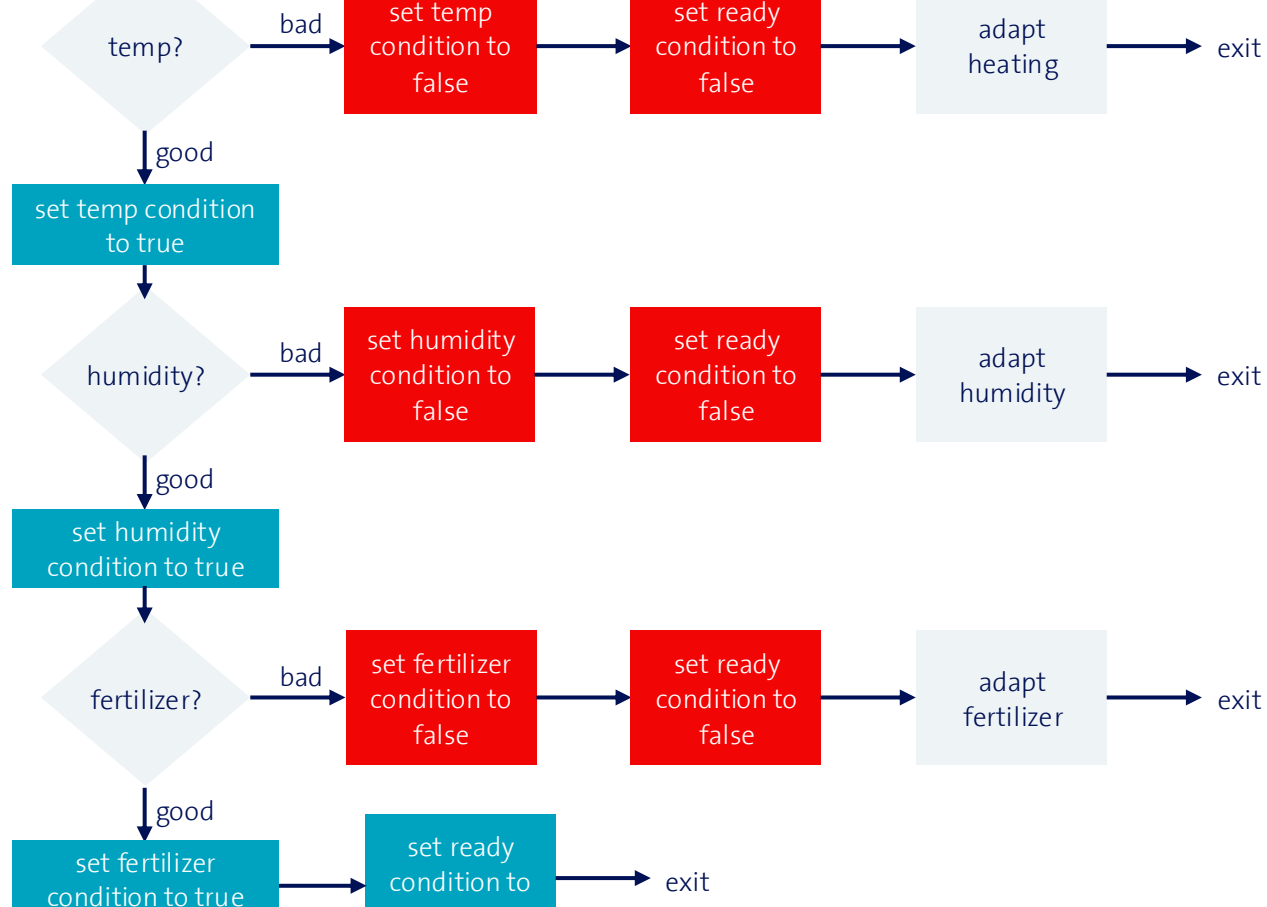 temp?
bad
set temp
condition to
false
set ready
condition to
false
adapt
heating
exit
good
set temp condition
to true
humidity?
bad
set humidity
condition to
false
set ready
condition to
false
adapt
humidity
exit
good
set humidity
condition to true
fertilizer?
bad
set fertilizer
condition to
false
set ready
condition to
false
adapt
fertilizer
exit
good
set fertilizer
condition to true
set ready
condition to
exit